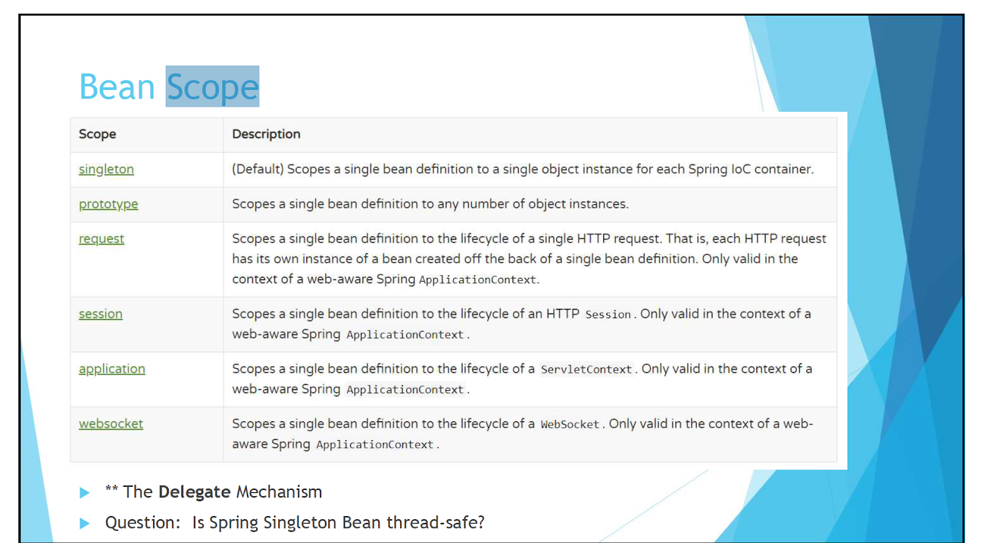 Bean Scope
Scope Description
singleton (Default) Scopes a single bean definition to a single object instance for each Spring IoC container.
prototype Scopes a single bean definition to any number of object instances.
request Scopes a single bean definition to the lifecycle of a single HTTP request. That is, each HTTP request
has its own instance of a bean created off the back of a single bean definition. Only valid in the
context of a web-aware Spring ApplicationContext.
session Scopes a single bean definition to the lifecycle of an HTTP Session. Only valid in the context of a
web-aware Spring ApplicationContext.
application Scopes a single bean definition to the lifecycle of a ServletContext. Only valid in the context of a
web-aware Spring ApplicationContext.
websocket Scopes a single bean definition to the lifecycle of a WebSocket. Only valid in the context of a web-
aware Spring ApplicationContext.
** The Delegate Mechanism
Question: Is Spring Singleton Bean thread-safe?